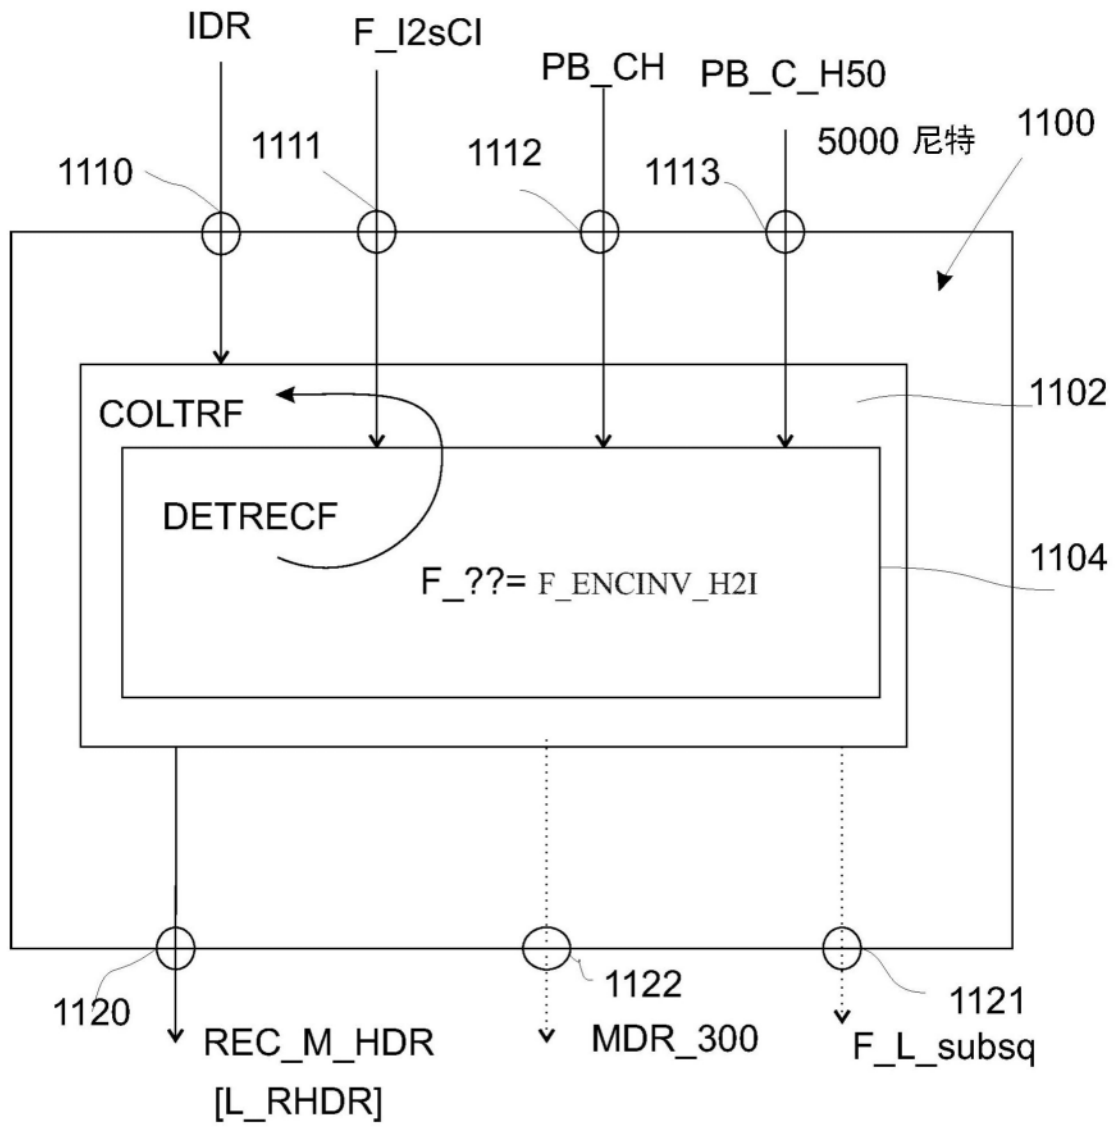 IDR
F_I2sCI
PB_CH
PB_C_H50
5000 尼特
1100
1110
1111
1112
1113
COLTRF
1102
DETRECF
1104
F_??= F_ENCINV_H2I
1120
1122
1121
REC_M_HDR
[L_RHDR]
MDR_300
F_L_subsq